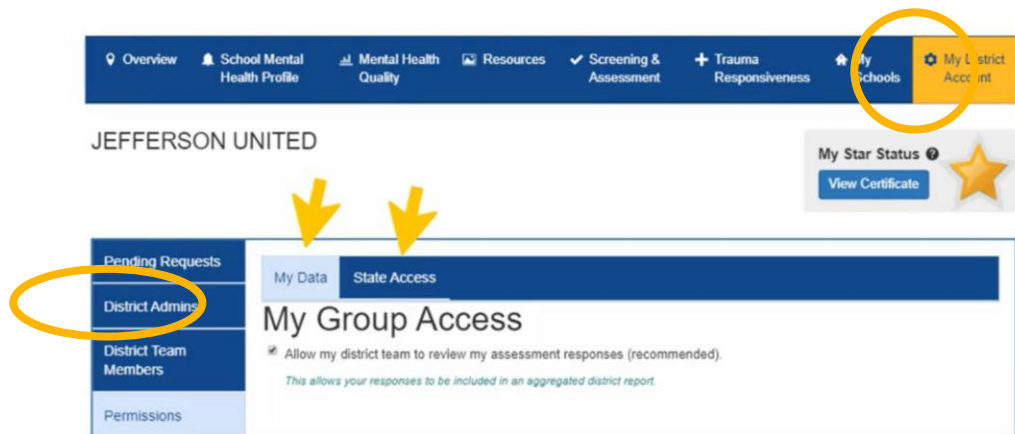 Overview
School Mental
Health Profile
Mental Health
Quality
Resources
Screening &
Assessment
Trauma
Responsiveness
My
Schools
My District
Account
JEFFERSON UNITED
My Star Status
View Certificate
Pending Requests
District Admins
District Team
Members
Permissions
My Data
State Access
My Group Access
Allow my district team to review my assessment responses (recommended).
This allows your responses to be included in an aggregated district report.